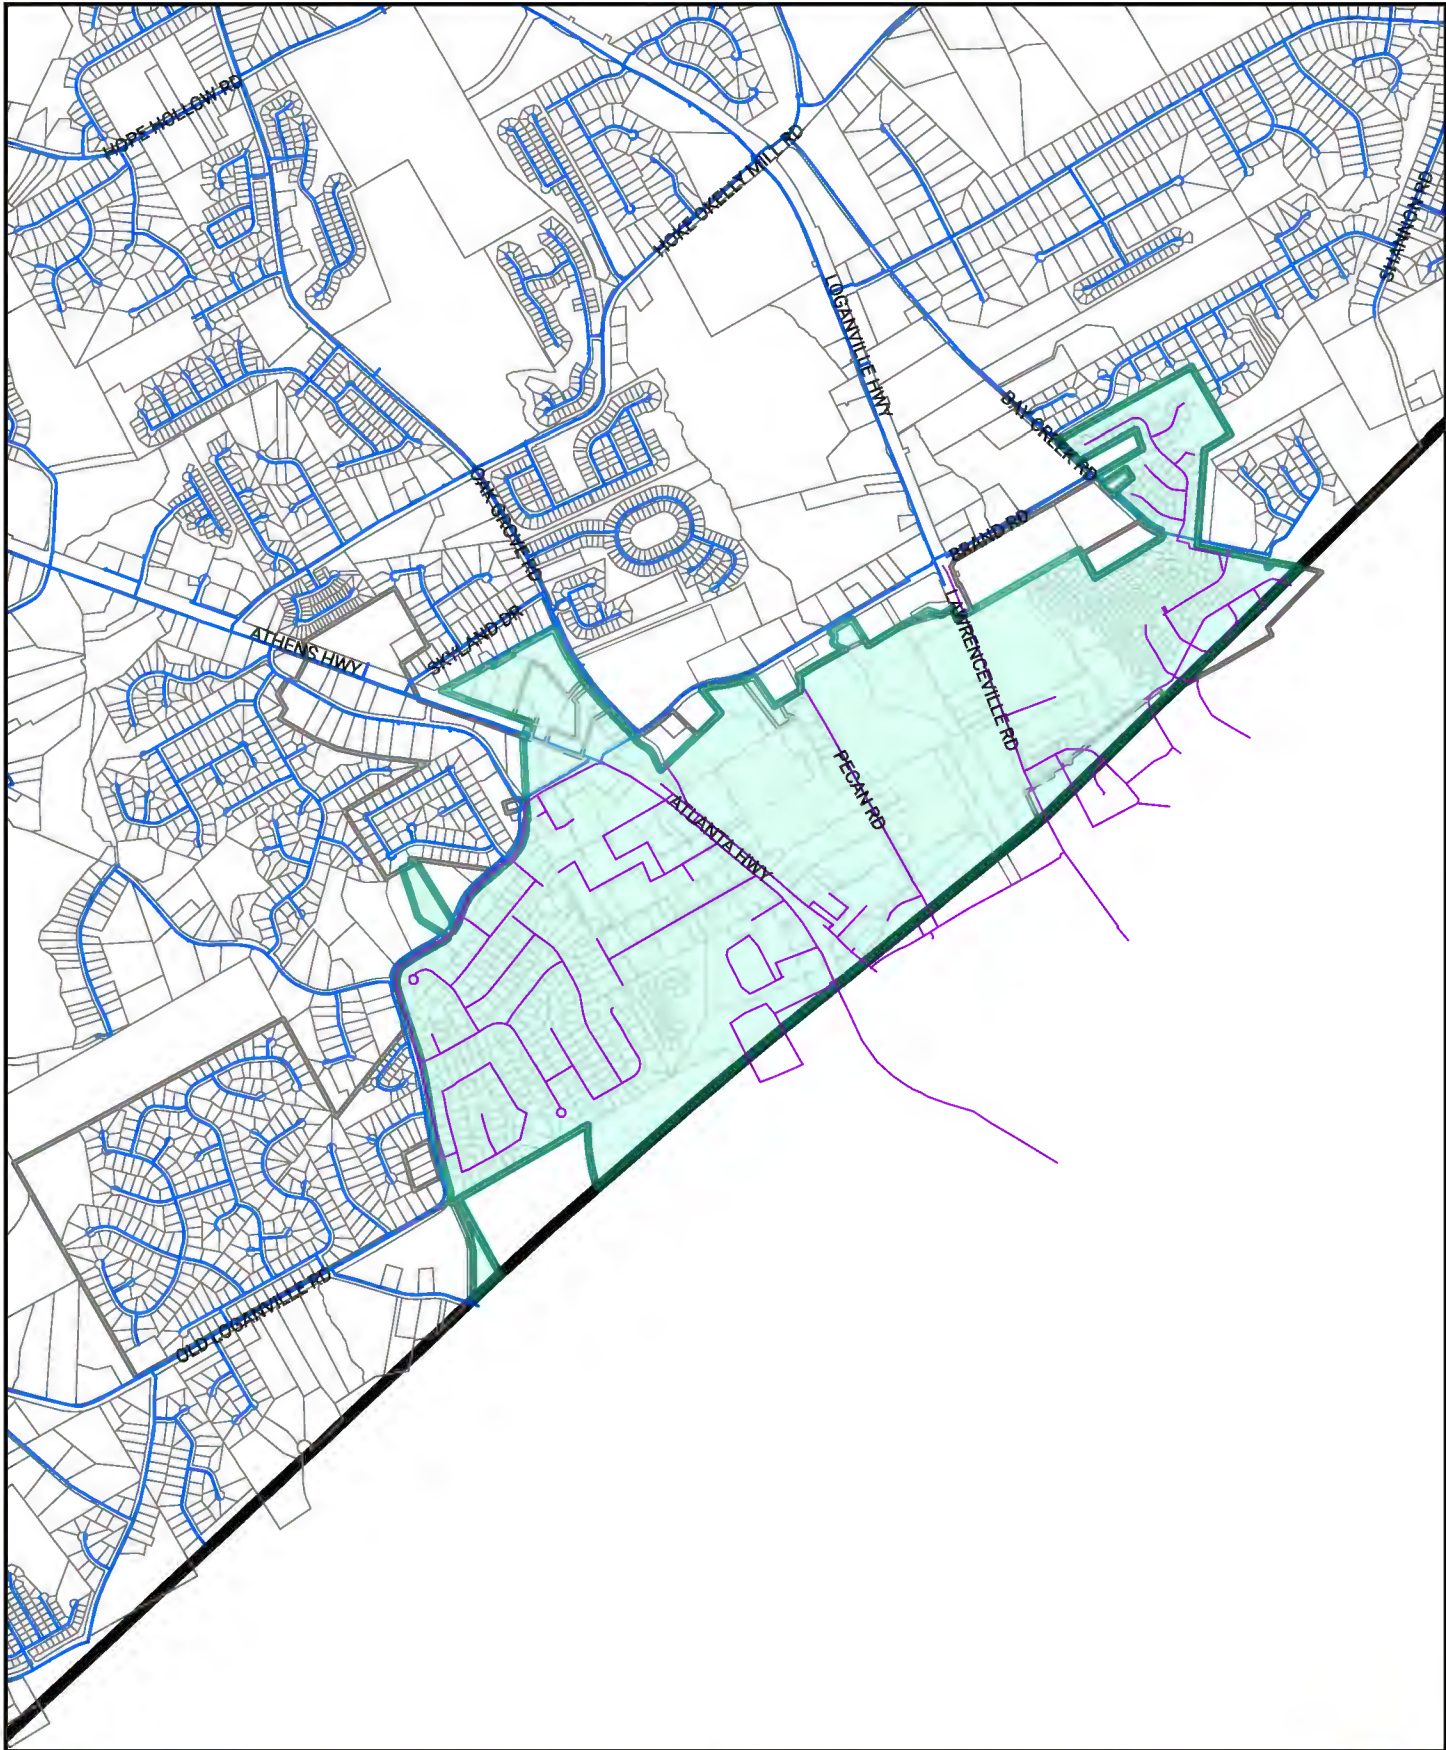 HOPE HOLLOW RD
HOKE OKELLY MILL RD
SHANNON RD
LOGANVILLE HWY
BAY CREEK RD
OAK GROVE RD
BRAND RD
SKYLAND DR
ATHENS HWY
LAWRENCEVILLE RD
PECAN RD
ATLANTA HWY
OLD LOGANVILLE RD